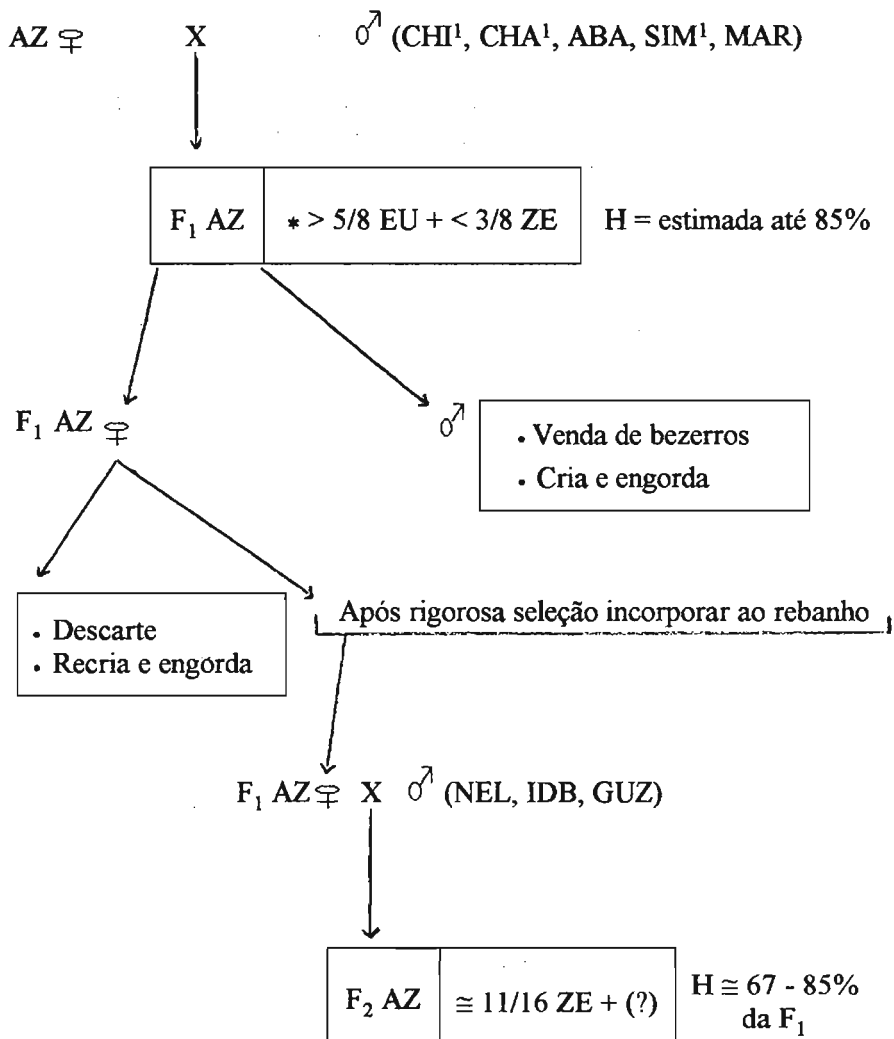 AZ ♀ X ♂ (CHI¹, CHA¹, ABA, SIM¹, MAR)
F₁ AZ * > 5/8 EU + < 3/8 ZE H = estimada até 85%
F₁ AZ ♀
♂
• Venda de bezerros
• Cria e engorda
• Descarte
• Recria e engorda
Após rigorosa seleção incorporar ao rebanho
F₁ AZ ♀ X ♂ (NEL, IDB, GUZ)
F₂ AZ ≅ 11/16 ZE + (?) H ≅ 67 - 85%
da F₁